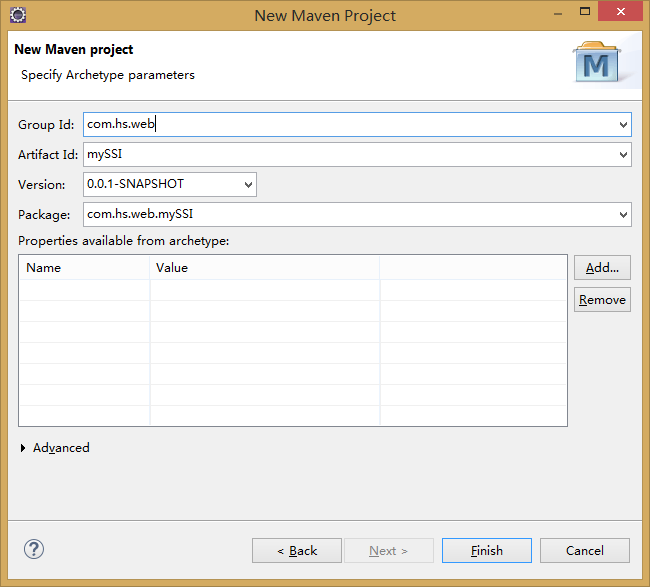 New Maven Project
New Maven project
Specify Archetype parameters
M
Group Id: com.hs.web
Artifact Id: mySSI
Version: 0.0.1-SNAPSHOT
Package: com.hs.web.mySSI
Properties available from archetype:
Name Value
Add...
Remove
Advanced
? < Back Next > Finish Cancel